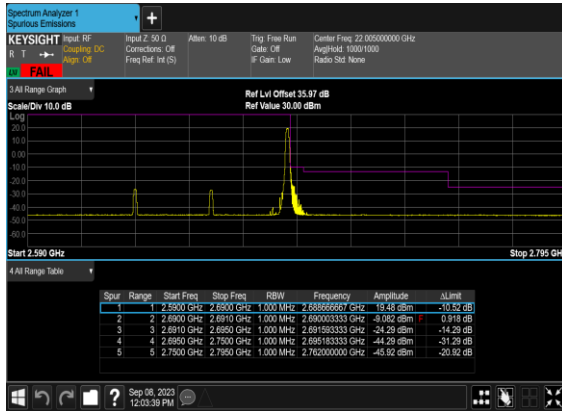 Spectrum Analyzer 1
Spurious Emissions
+
KEYSIGHT
R T
LXI
FAIL
Input: RF
Coupling: DC
Align: Off
Input Z: 50 Ω
Corrections: Off
Freq Ref: Int (S)
Atten: 10 dB
Trig: Free Run
Gate: Off
IF Gain: Low
Center Freq: 22.005000000 GHz
Avg|Hold: 1000/1000
Radio Std: None
3 All Range Graph
Scale/Div 10.0 dB
Ref Lvl Offset 35.97 dB
Ref Value 30.00 dBm
Log
20.0
10.0
0.00
-10.0
-20.0
-30.0
-40.0
-50.0
-60.0
Start 2.590 GHz
Stop 2.795 GH
4 All Range Table
Spur Range Start Freq Stop Freq RBW Frequency Amplitude ΔLimit
1 1 2.5900 GHz 2.6900 GHz 1.000 MHz 2.688666667 GHz 19.48 dBm -10.52 dB
2 2 2.6900 GHz 2.6910 GHz 1.000 MHz 2.690003333 GHz -9.082 dBm F 0.918 dB
3 3 2.6910 GHz 2.6950 GHz 1.000 MHz 2.691593333 GHz -24.29 dBm -14.29 dB
4 4 2.6950 GHz 2.7500 GHz 1.000 MHz 2.695183333 GHz -44.29 dBm -31.29 dB
5 5 2.7500 GHz 2.7950 GHz 1.000 MHz 2.762000000 GHz -45.92 dBm -20.92 dB
?
Sep 08, 2023
12:03:39 PM